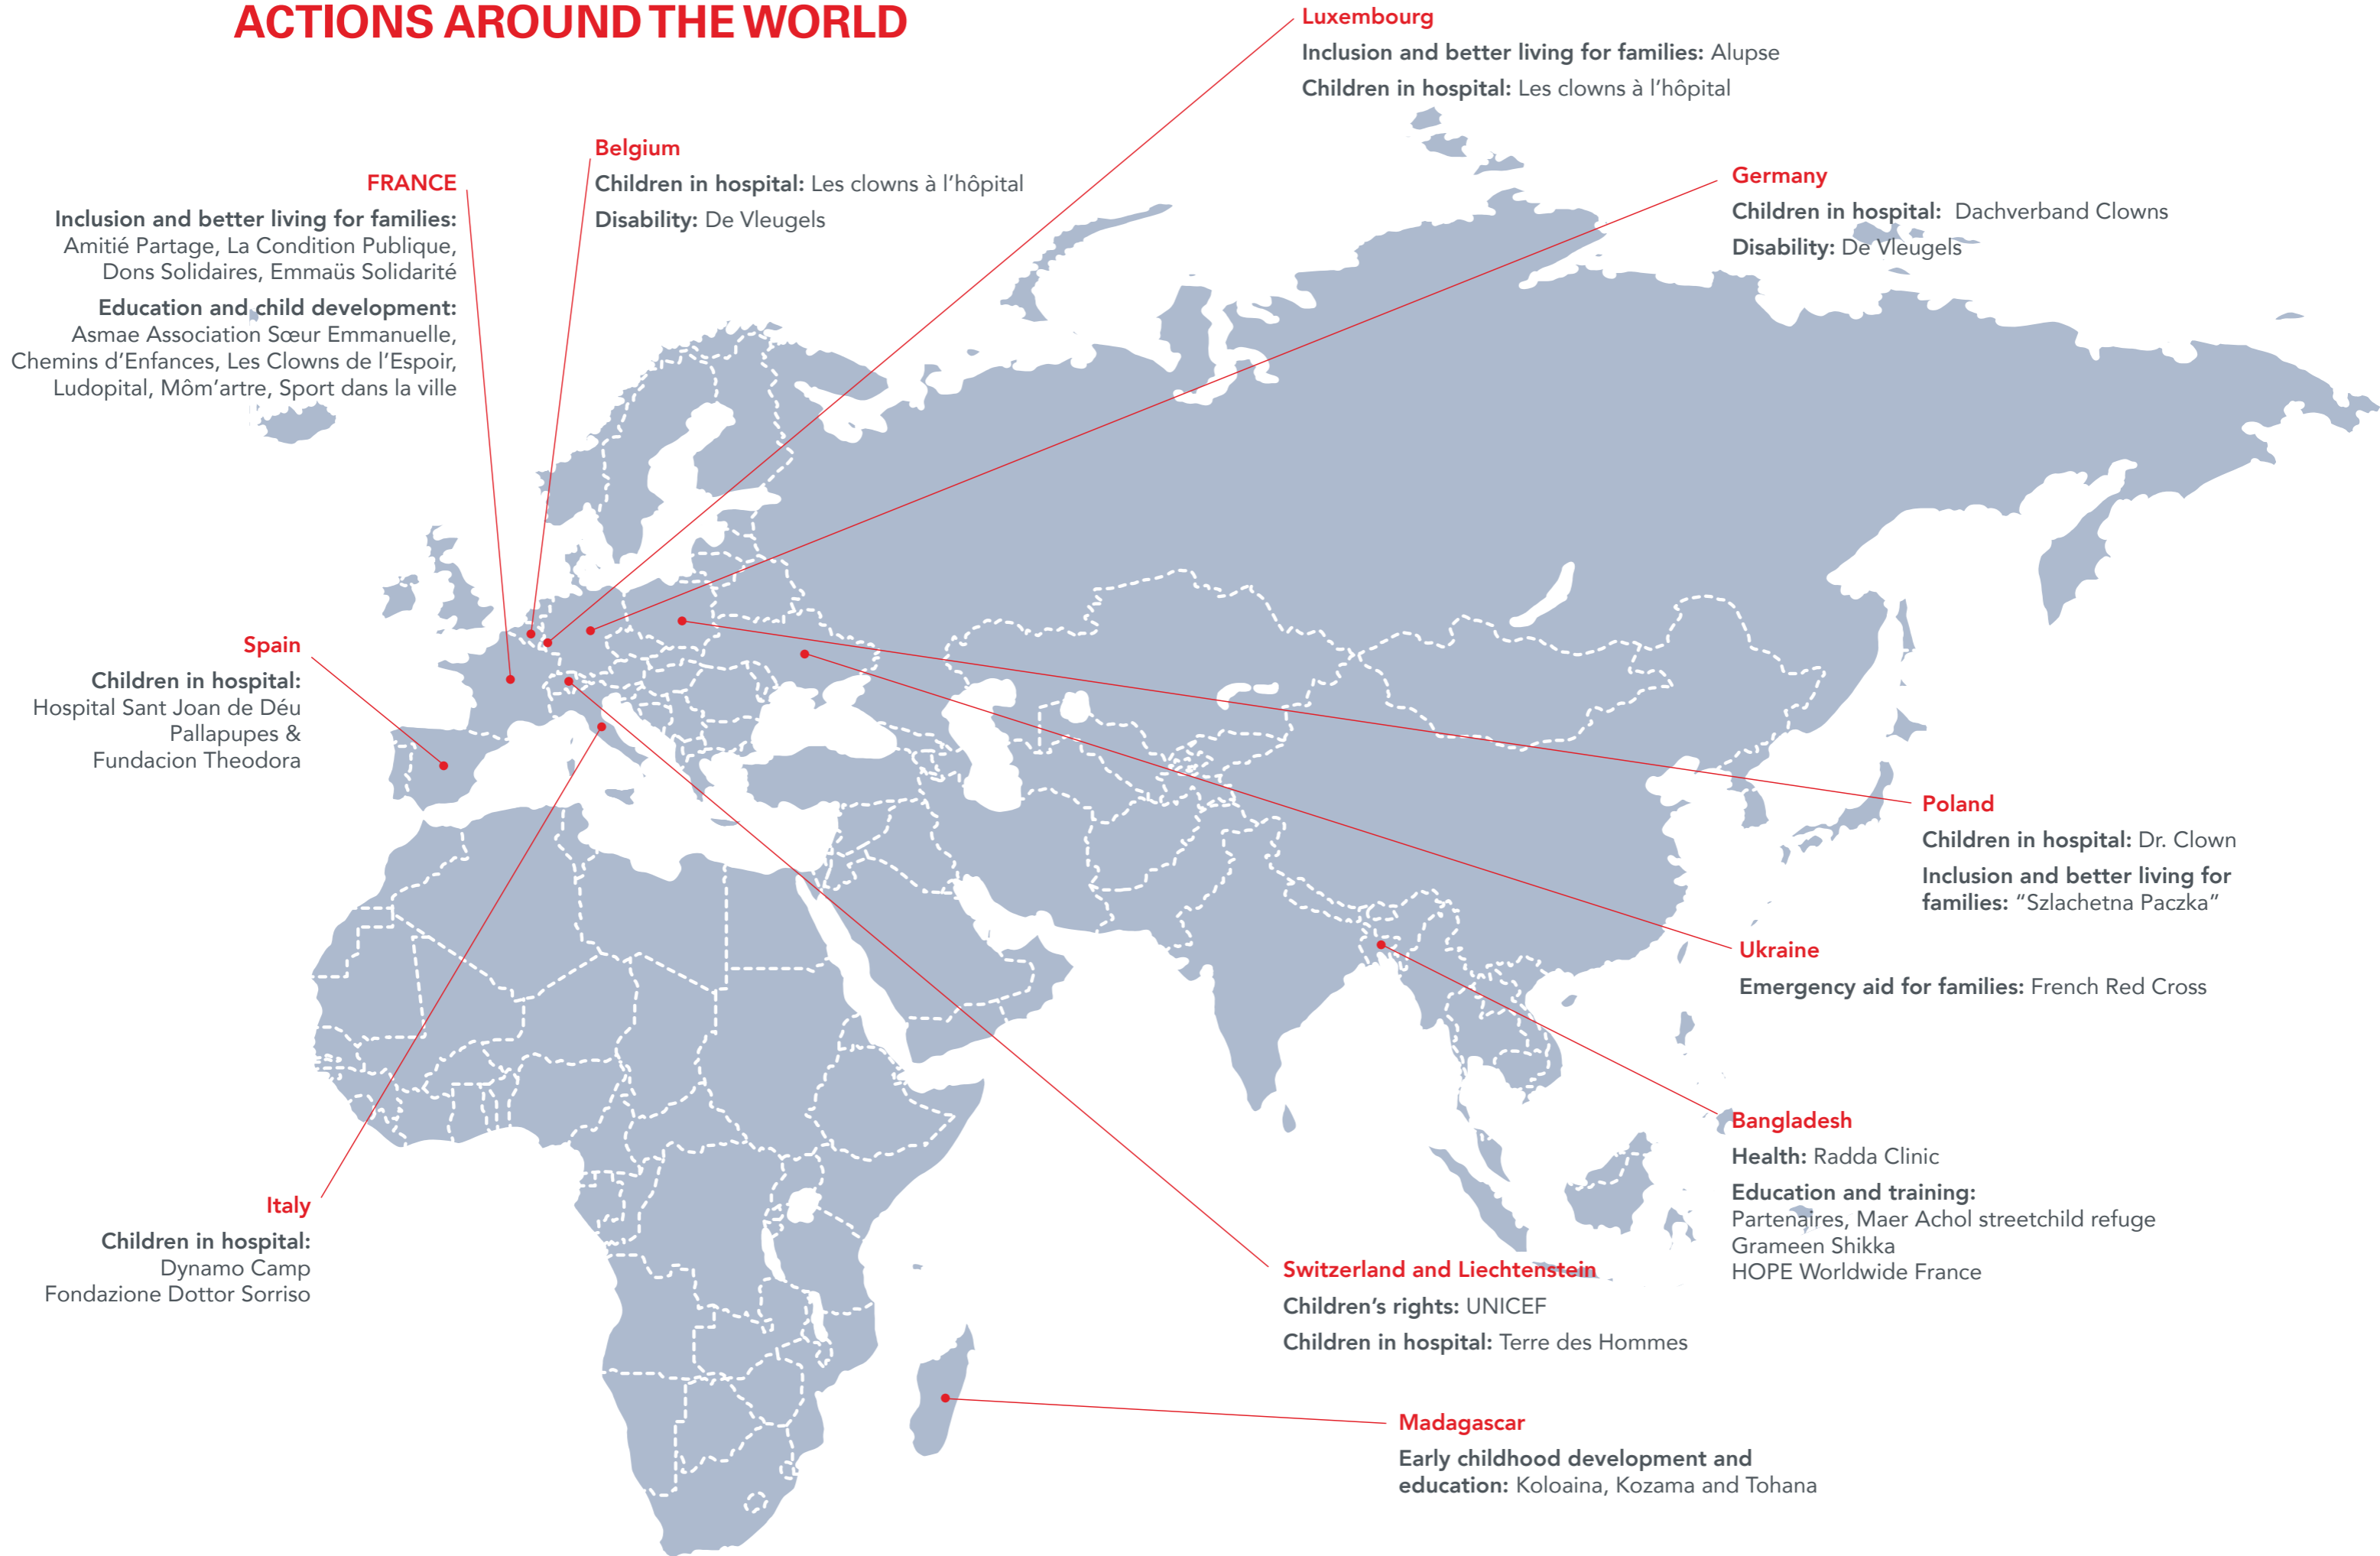 ACTIONS AROUND THE WORLD
Luxembourg
Inclusion and better living for families: Alupse
Children in hospital: Les clowns à l’hôpital
Belgium
Children in hospital: Les clowns à l’hôpital
Disability: De Vleugels
FRANCE
Inclusion and better living for families:
Amitié Partage, La Condition Publique,
Dons Solidaires, Emmaüs Solidarité
Education and child development:
Asmae Association Sœur Emmanuelle,
Chemins d’Enfances, Les Clowns de l’Espoir,
Ludopital, Môm’artre, Sport dans la ville
Germany
Children in hospital: Dachverband Clowns
Disability: De Vleugels
Spain
Children in hospital:
Hospital Sant Joan de Déu
Pallapupes &
Fundacion Theodora
Poland
Children in hospital: Dr. Clown
Inclusion and better living for
families: “Szlachetna Paczka”
Ukraine
Emergency aid for families: French Red Cross
Bangladesh
Health: Radda Clinic
Education and training:
Partenaires, Maer Achol streetchild refuge
Grameen Shikka
HOPE Worldwide France
Italy
Children in hospital:
Dynamo Camp
Fondazione Dottor Sorriso
Switzerland and Liechtenstein
Children’s rights: UNICEF
Children in hospital: Terre des Hommes
Madagascar
Early childhood development and
education: Koloaina, Kozama and Tohana